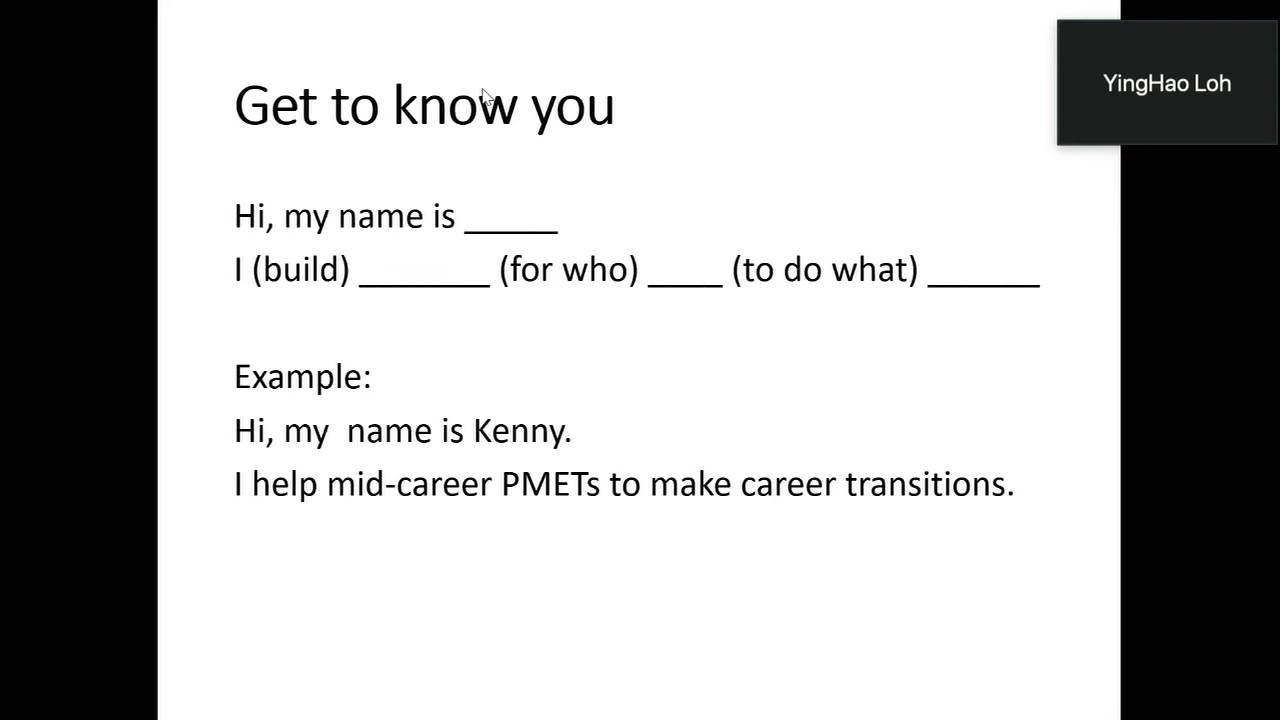 YingHao Loh
Get to know you
Hi, my name is _____
I (build) _______ (for who) ____ (to do what) ______
Example:
Hi, my  name is Kenny.
I help mid-career PMETs to make career transitions.